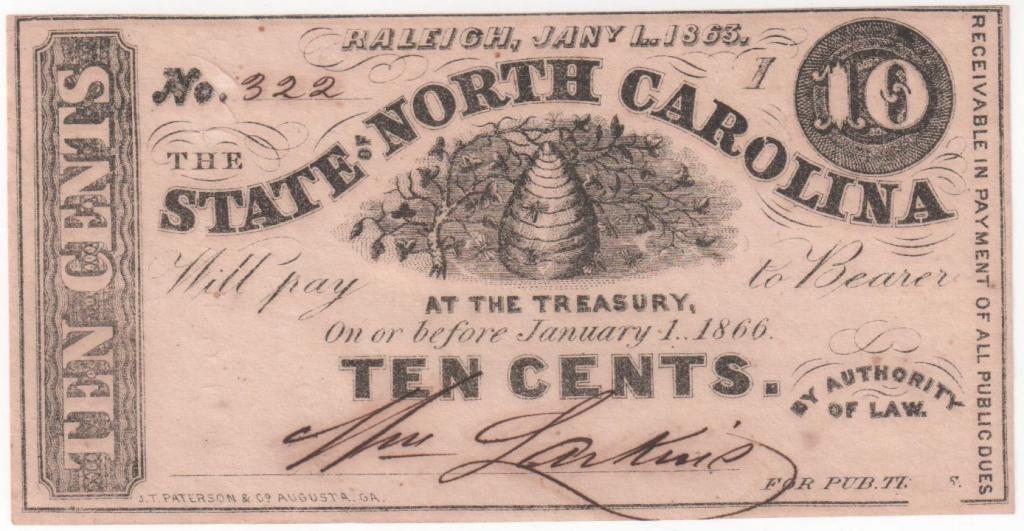 TEN CENTS
RALEIGH, JANY 1..1863.
No. 322
1
10
THE
STATE OF NORTH CAROLINA
Will pay to Bearer
AT THE TREASURY,
On or before January 1..1866.
TEN CENTS.
BY AUTHORITY
OF LAW.
Wm Larkins
FOR PUB. TR
J.T. PATERSON & CO AUGUSTA, GA.
RECEIVABLE IN PAYMENT OF ALL PUBLIC DUES